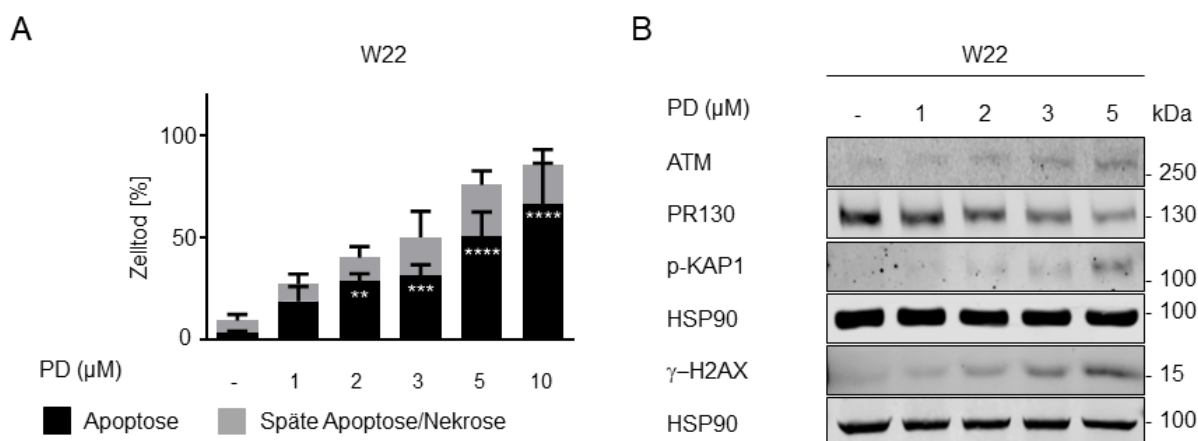 A
W22
100
50
0
Zelltod [%]
**
***
****
****
PD (µM)
- 1 2 3 5 10
Apoptose
Späte Apoptose/Nekrose
B
W22
PD (µM) - 1 2 3 5 kDa
ATM - 250
PR130 - 130
p-KAP1 - 100
HSP90 - 100
γ–H2AX - 15
HSP90 - 100